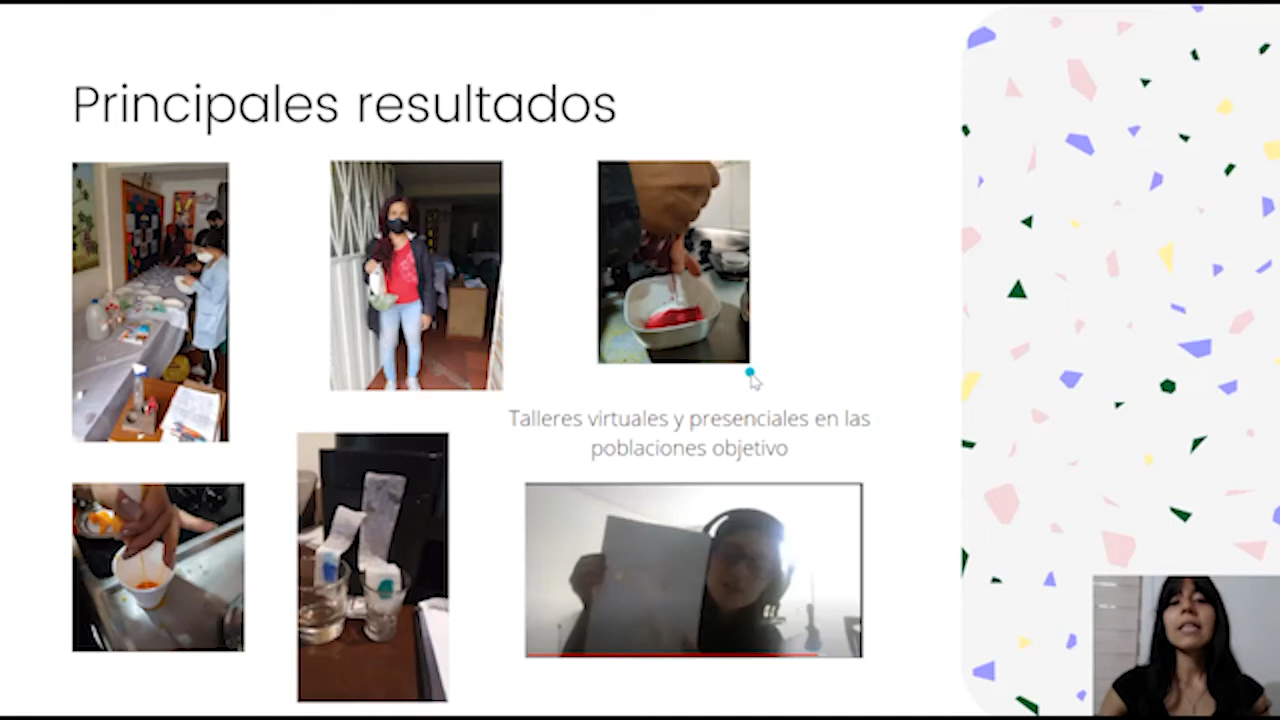 Principales resultados
Talleres virtuales y presenciales en las
poblaciones objetivo